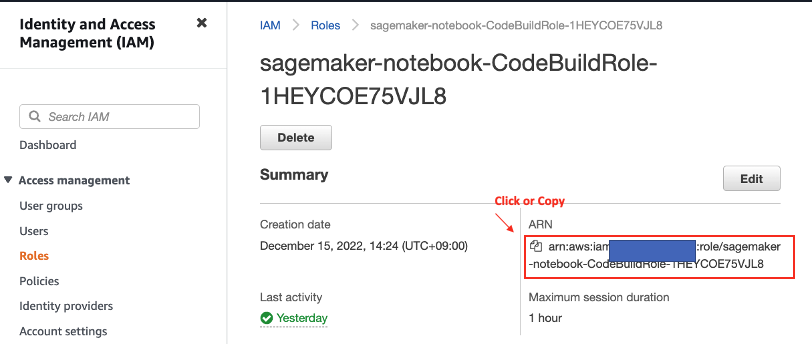 Identity and Access
Management (IAM)
Search IAM
Dashboard
Access management
User groups
Users
Roles
Policies
Identity providers
Account settings
IAM > Roles > sagemaker-notebook-CodeBuildRole-1HEYCOE75VJL8
sagemaker-notebook-CodeBuildRole-
1HEYCOE75VJL8
Delete
Summary
Edit
Click or Copy
Creation date
December 15, 2022, 14:24 (UTC+09:00)
ARN
arn:aws:iam :role/sagemaker
-notebook-CodeBuildRole-1HEYCOE75VJL8
Last activity
Yesterday
Maximum session duration
1 hour